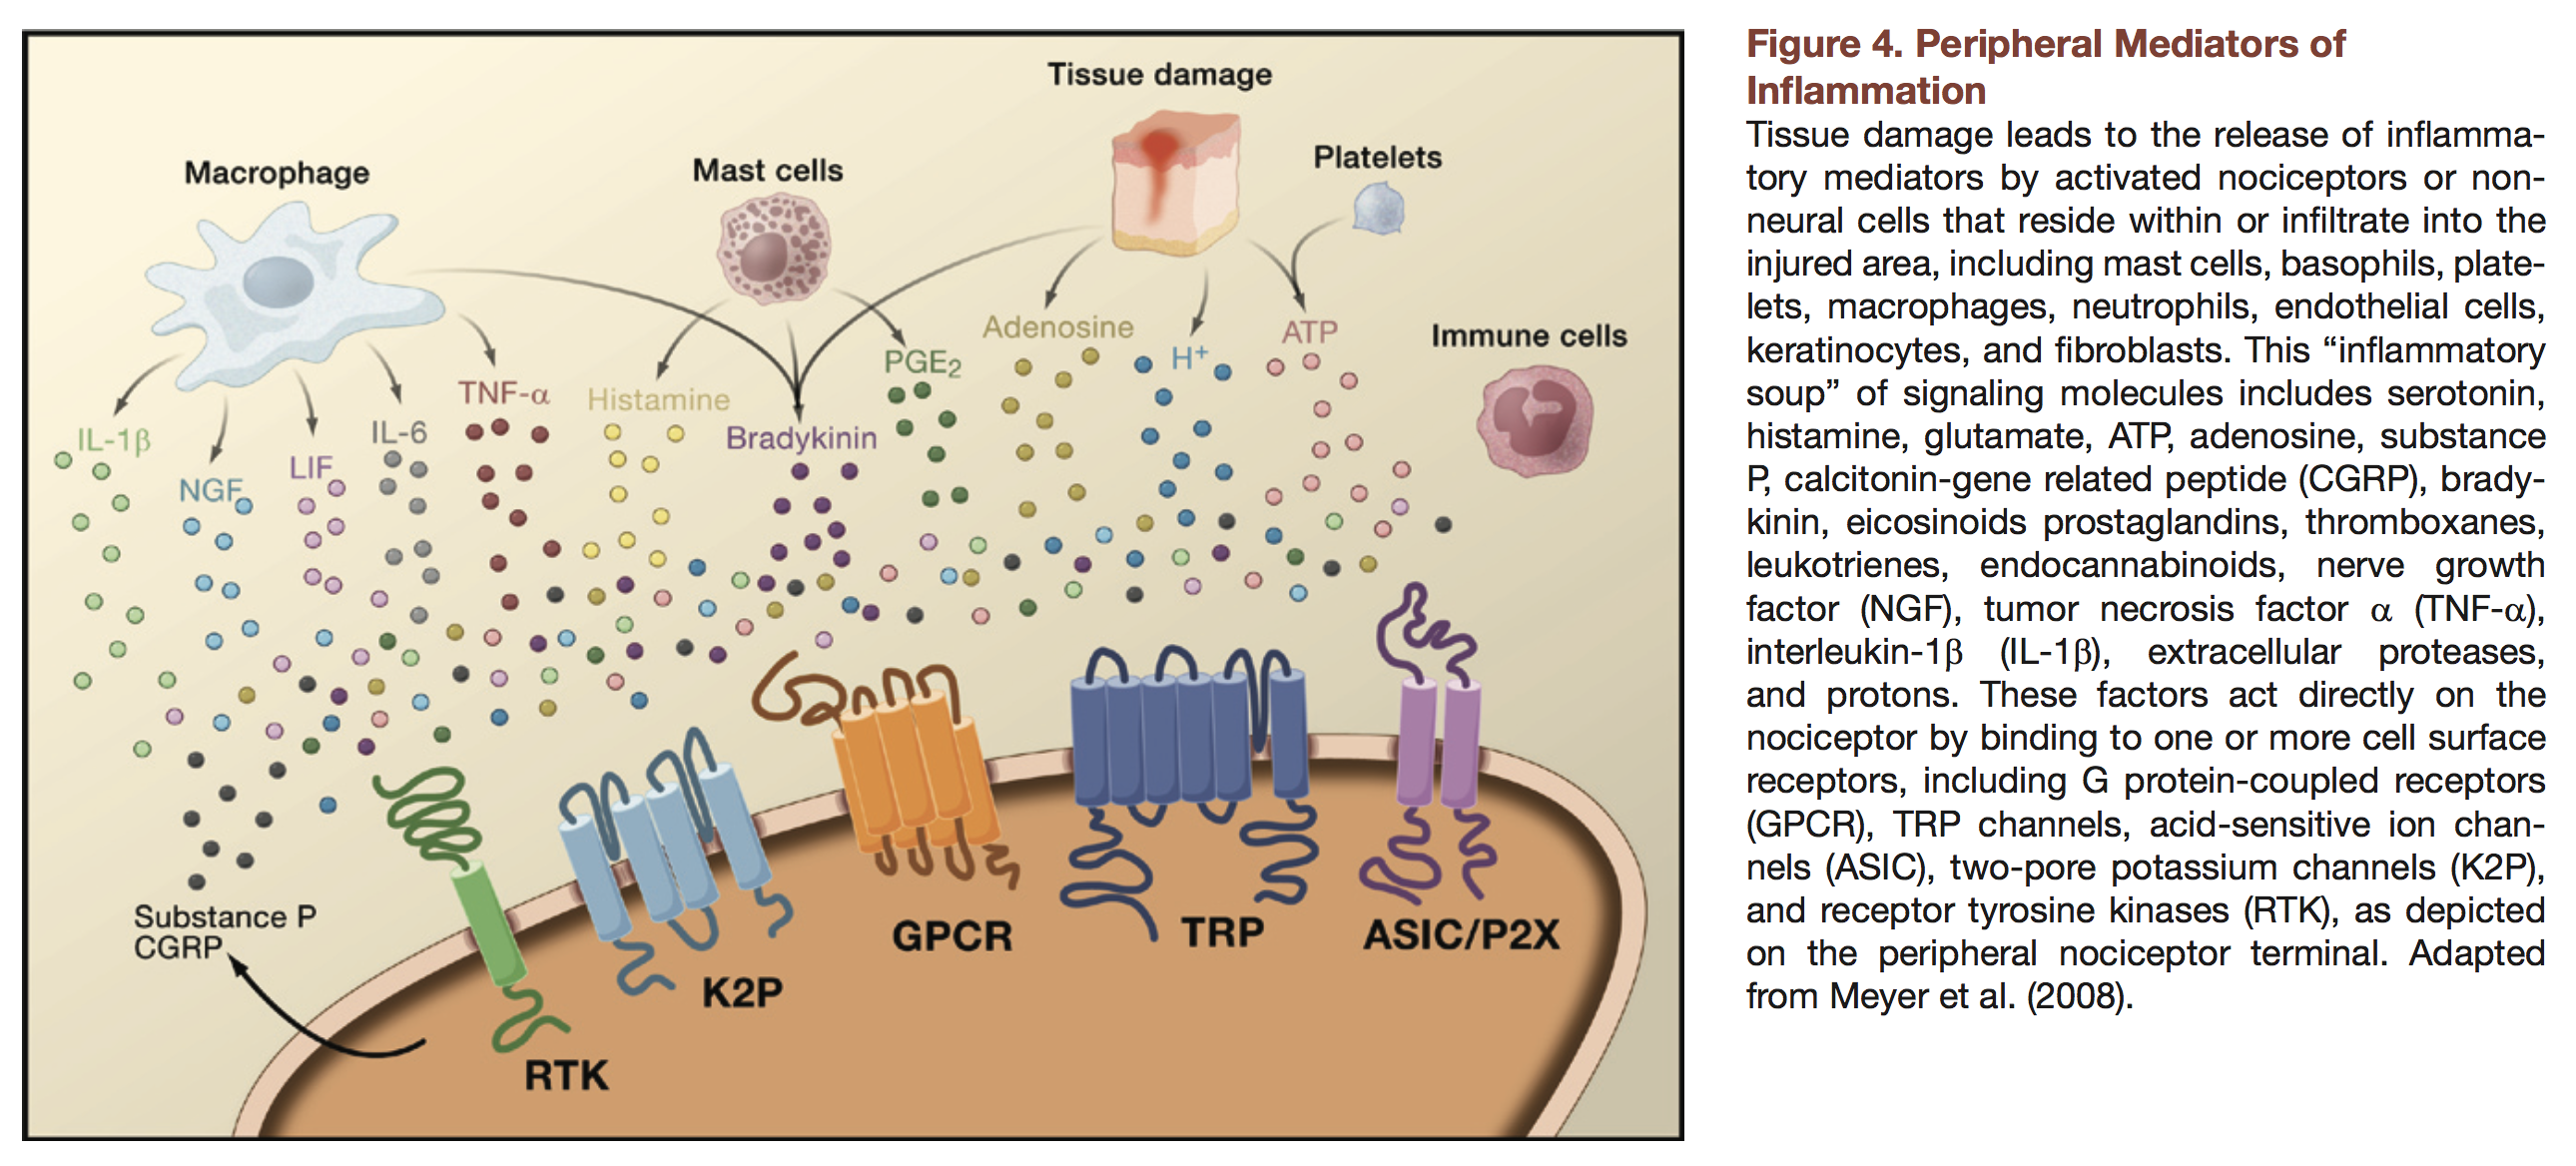 Tissue damage
Platelets
Macrophage
Mast cells
Adenosine
ATP
Immune cells
H+
PGE2
TNF-α
Histamine
IL-1β
IL-6
Bradykinin
LIF
NGF
Substance P
CGRP
GPCR
TRP
ASIC/P2X
K2P
RTK
Figure 4. Peripheral Mediators of
Inflammation
Tissue damage leads to the release of inflamma-
tory mediators by activated nociceptors or non-
neural cells that reside within or infiltrate into the
injured area, including mast cells, basophils, plate-
lets, macrophages, neutrophils, endothelial cells,
keratinocytes, and fibroblasts. This “inflammatory
soup” of signaling molecules includes serotonin,
histamine, glutamate, ATP, adenosine, substance
P, calcitonin-gene related peptide (CGRP), brady-
kinin, eicosinoids prostaglandins, thromboxanes,
leukotrienes, endocannabinoids, nerve growth
factor (NGF), tumor necrosis factor α (TNF-α),
interleukin-1β (IL-1β), extracellular proteases,
and protons. These factors act directly on the
nociceptor by binding to one or more cell surface
receptors, including G protein-coupled receptors
(GPCR), TRP channels, acid-sensitive ion chan-
nels (ASIC), two-pore potassium channels (K2P),
and receptor tyrosine kinases (RTK), as depicted
on the peripheral nociceptor terminal. Adapted
from Meyer et al. (2008).